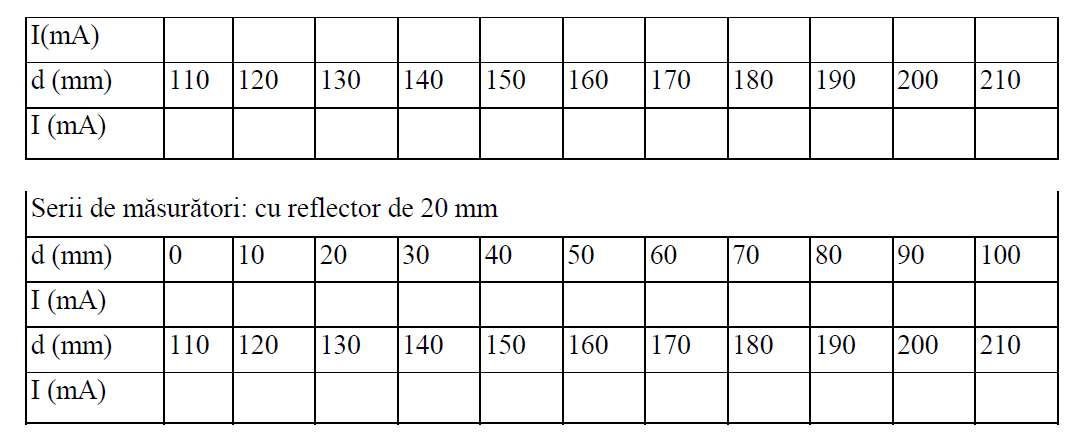 I(mA)
d (mm) 110 120 130 140 150 160 170 180 190 200 210
I (mA)
Serii de măsurători: cu reflector de 20 mm
d (mm) 0 10 20 30 40 50 60 70 80 90 100
I (mA)
d (mm) 110 120 130 140 150 160 170 180 190 200 210
I (mA)